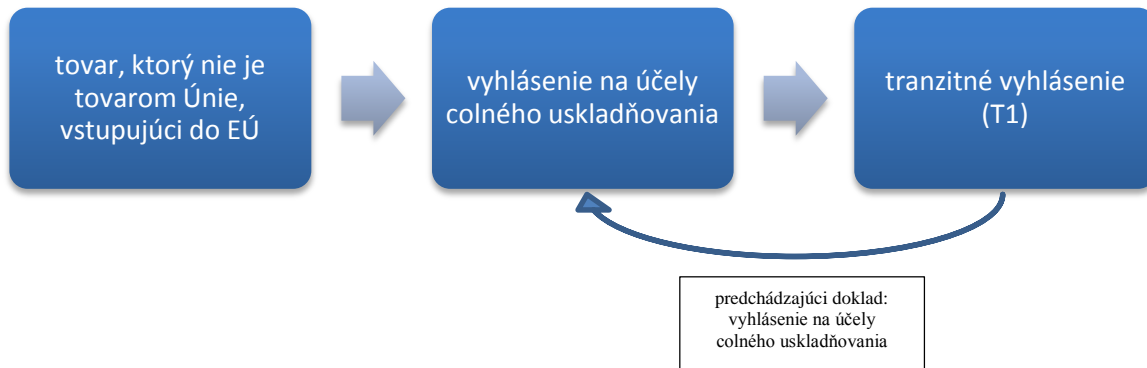 tovar, ktorý nie je
tovarom Únie,
vstupujúci do EÚ
vyhlásenie na účely
colného uskladňovania
tranzitné vyhlásenie
(T1)
predchádzajúci doklad:
vyhlásenie na účely
colného uskladňovania